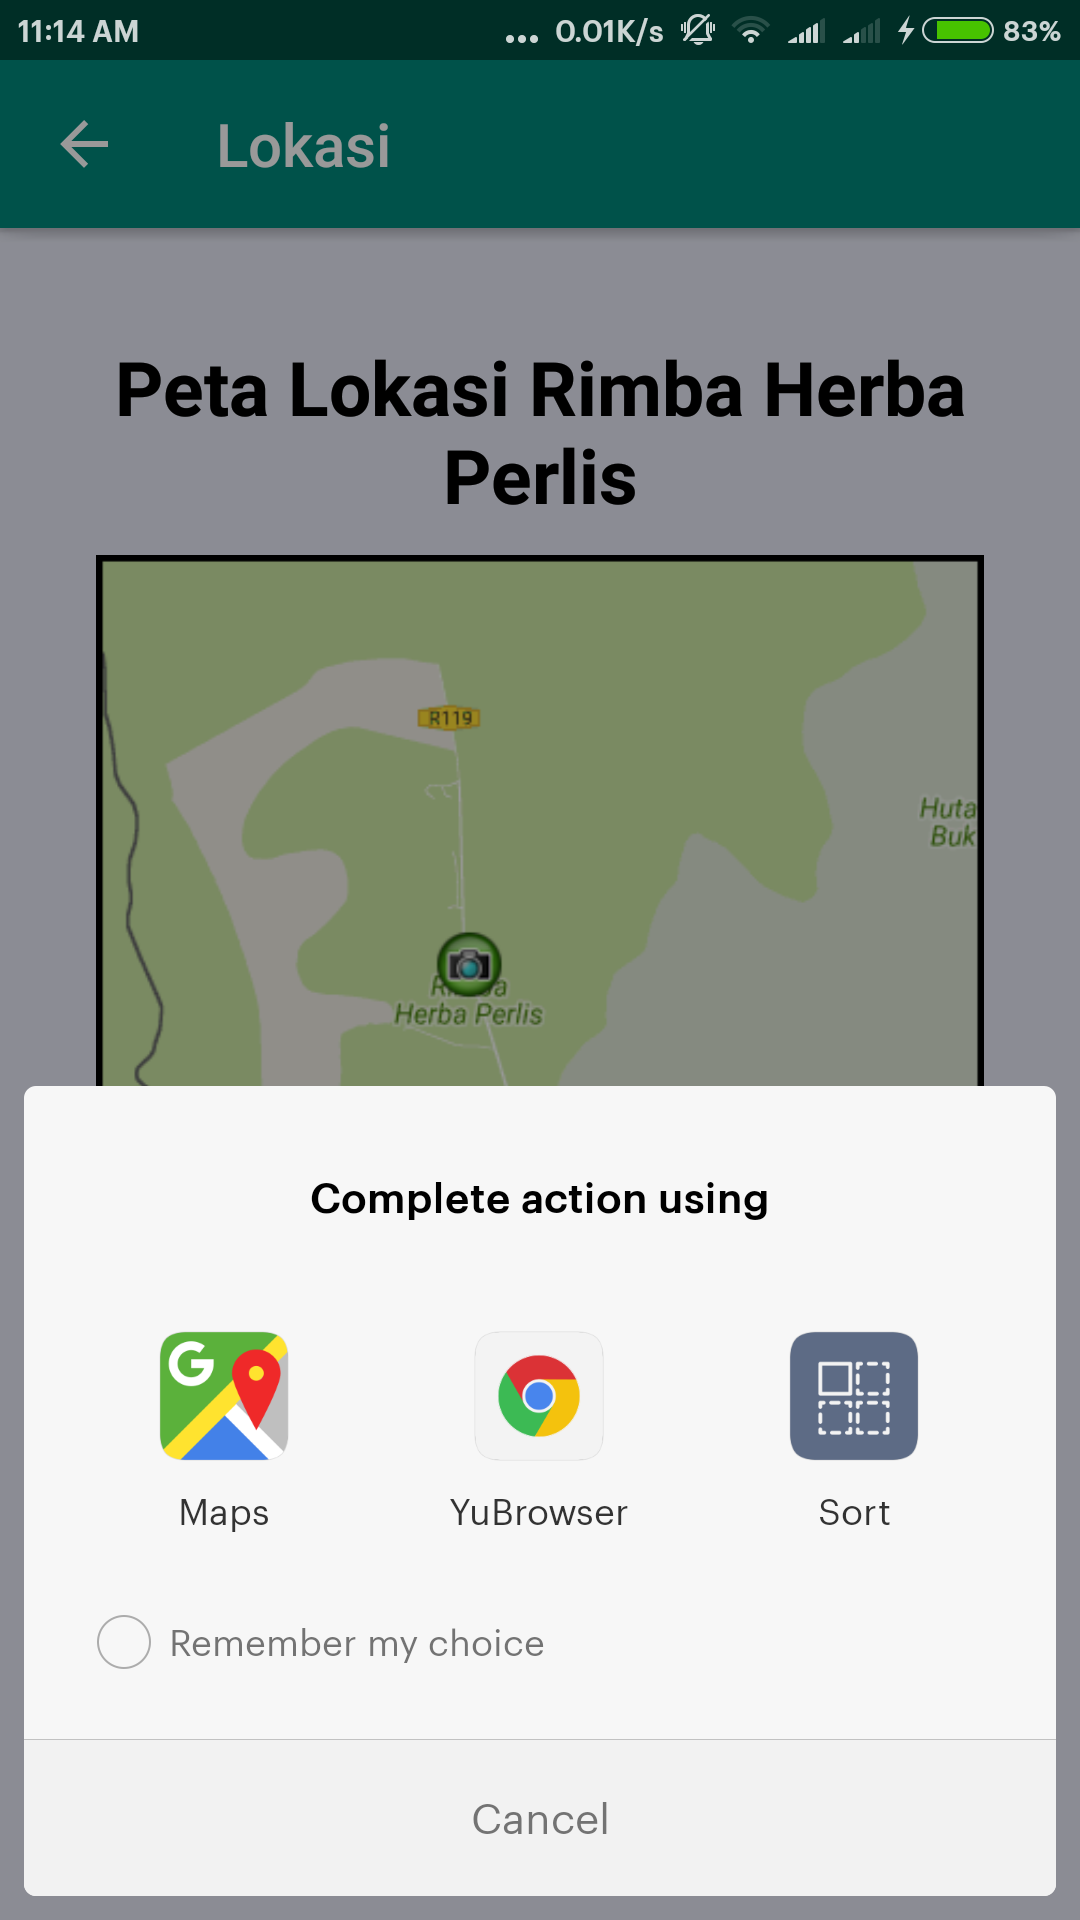 11:14 AM
... 0.01K/s
83%
Lokasi
Peta Lokasi Rimba Herba
Perlis
R119
Huta
Buk
Herba Perlis
Complete action using
G
Maps
YuBrowser
Sort
Remember my choice
Cancel